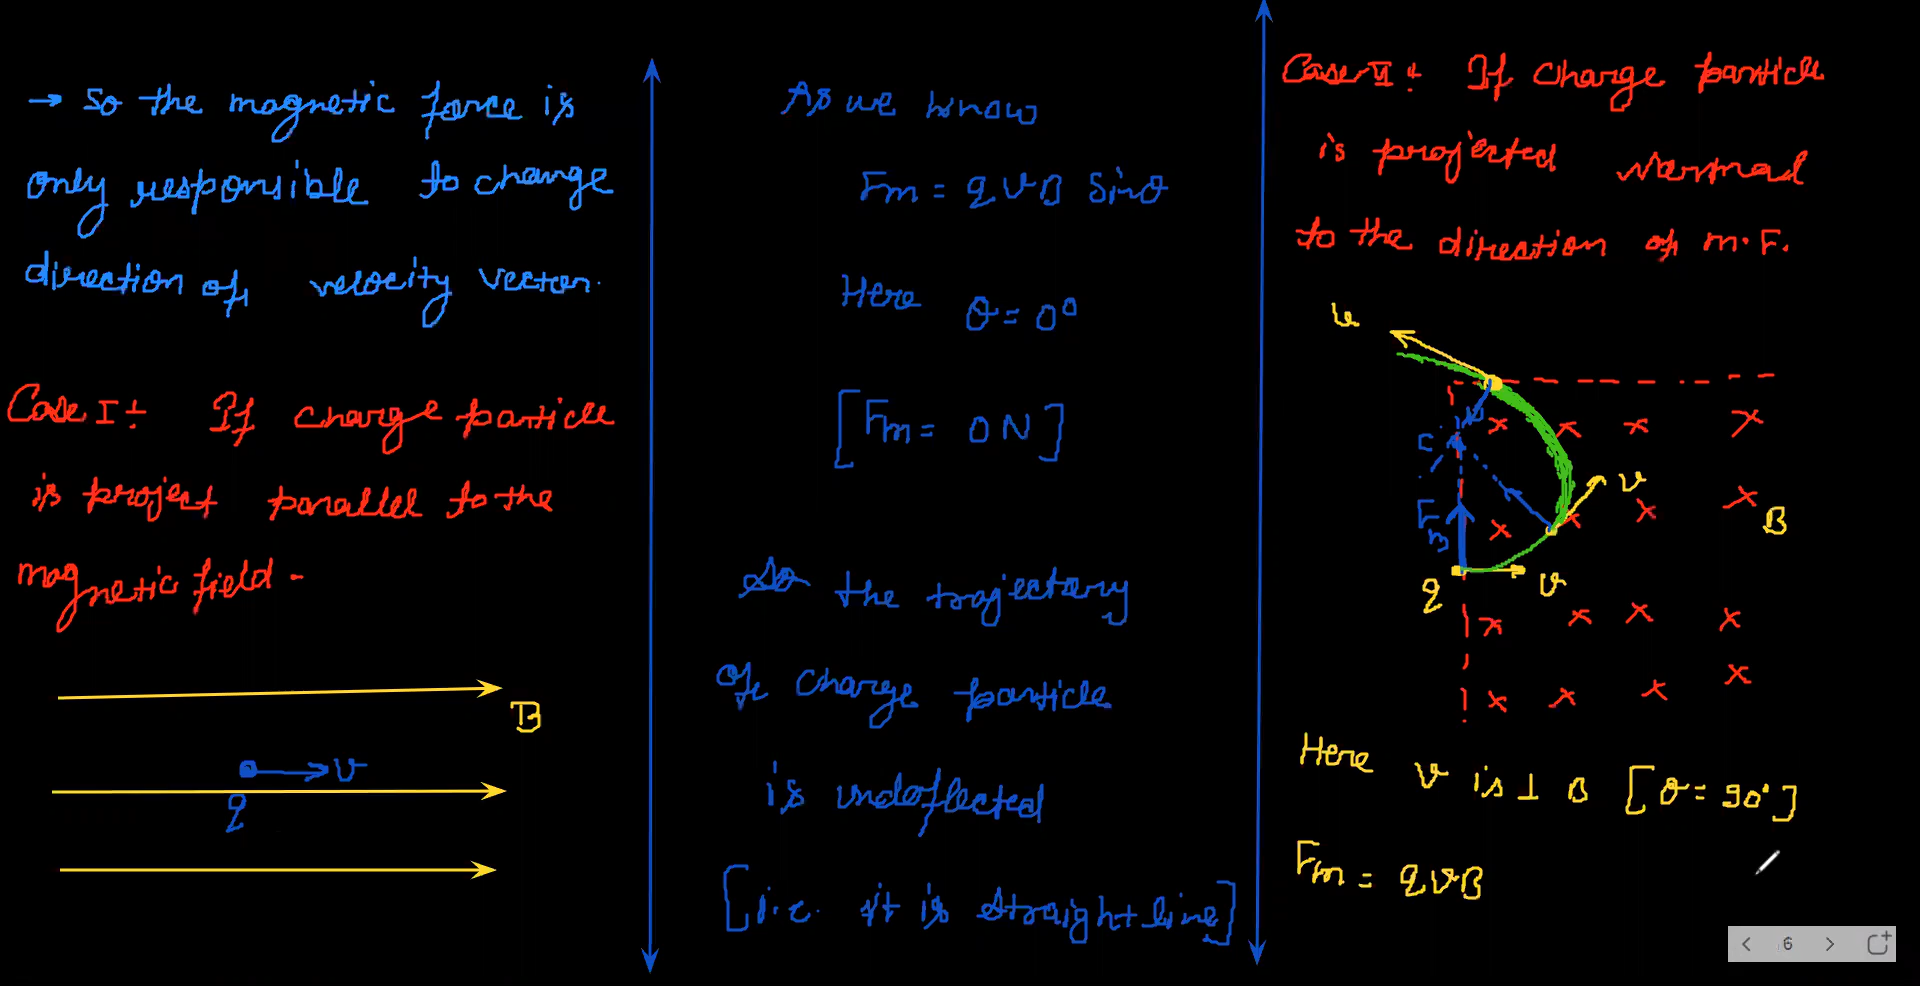 → So the magnetic force is
only responsible to change
direction of velocity vector.
Case I : If charge particle
is project parallel to the
magnetic field -
B
v
q
As we know
Fm = qvB Sinθ
Here θ = 0°
[Fm = 0 N]
So the trajectory
of charge particle
is undeflected
[i.e. it is straight line]
Case II : If charge particle
is projected Normal
to the direction of m.F.
v
C
v
B
Fm
q
v
Here v is ⊥ B [θ = 90°]
Fm = qvB
6